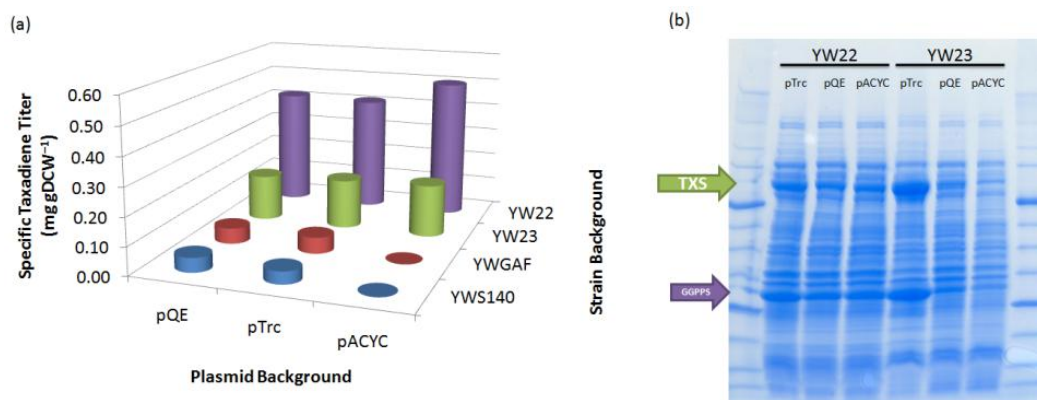 (a)
Specific Taxadiene Titer
(mg gDCW⁻¹)
0.60
0.50
0.40
0.30
0.20
0.10
0.00
pQE
pTrc
pACYC
Plasmid Background
YW22
YW23
YWGAF
YWS140
Strain Background
(b)
YW22 YW23
pTrc pQE pACYC pTrc pQE pACYC
TXS
GGPPS